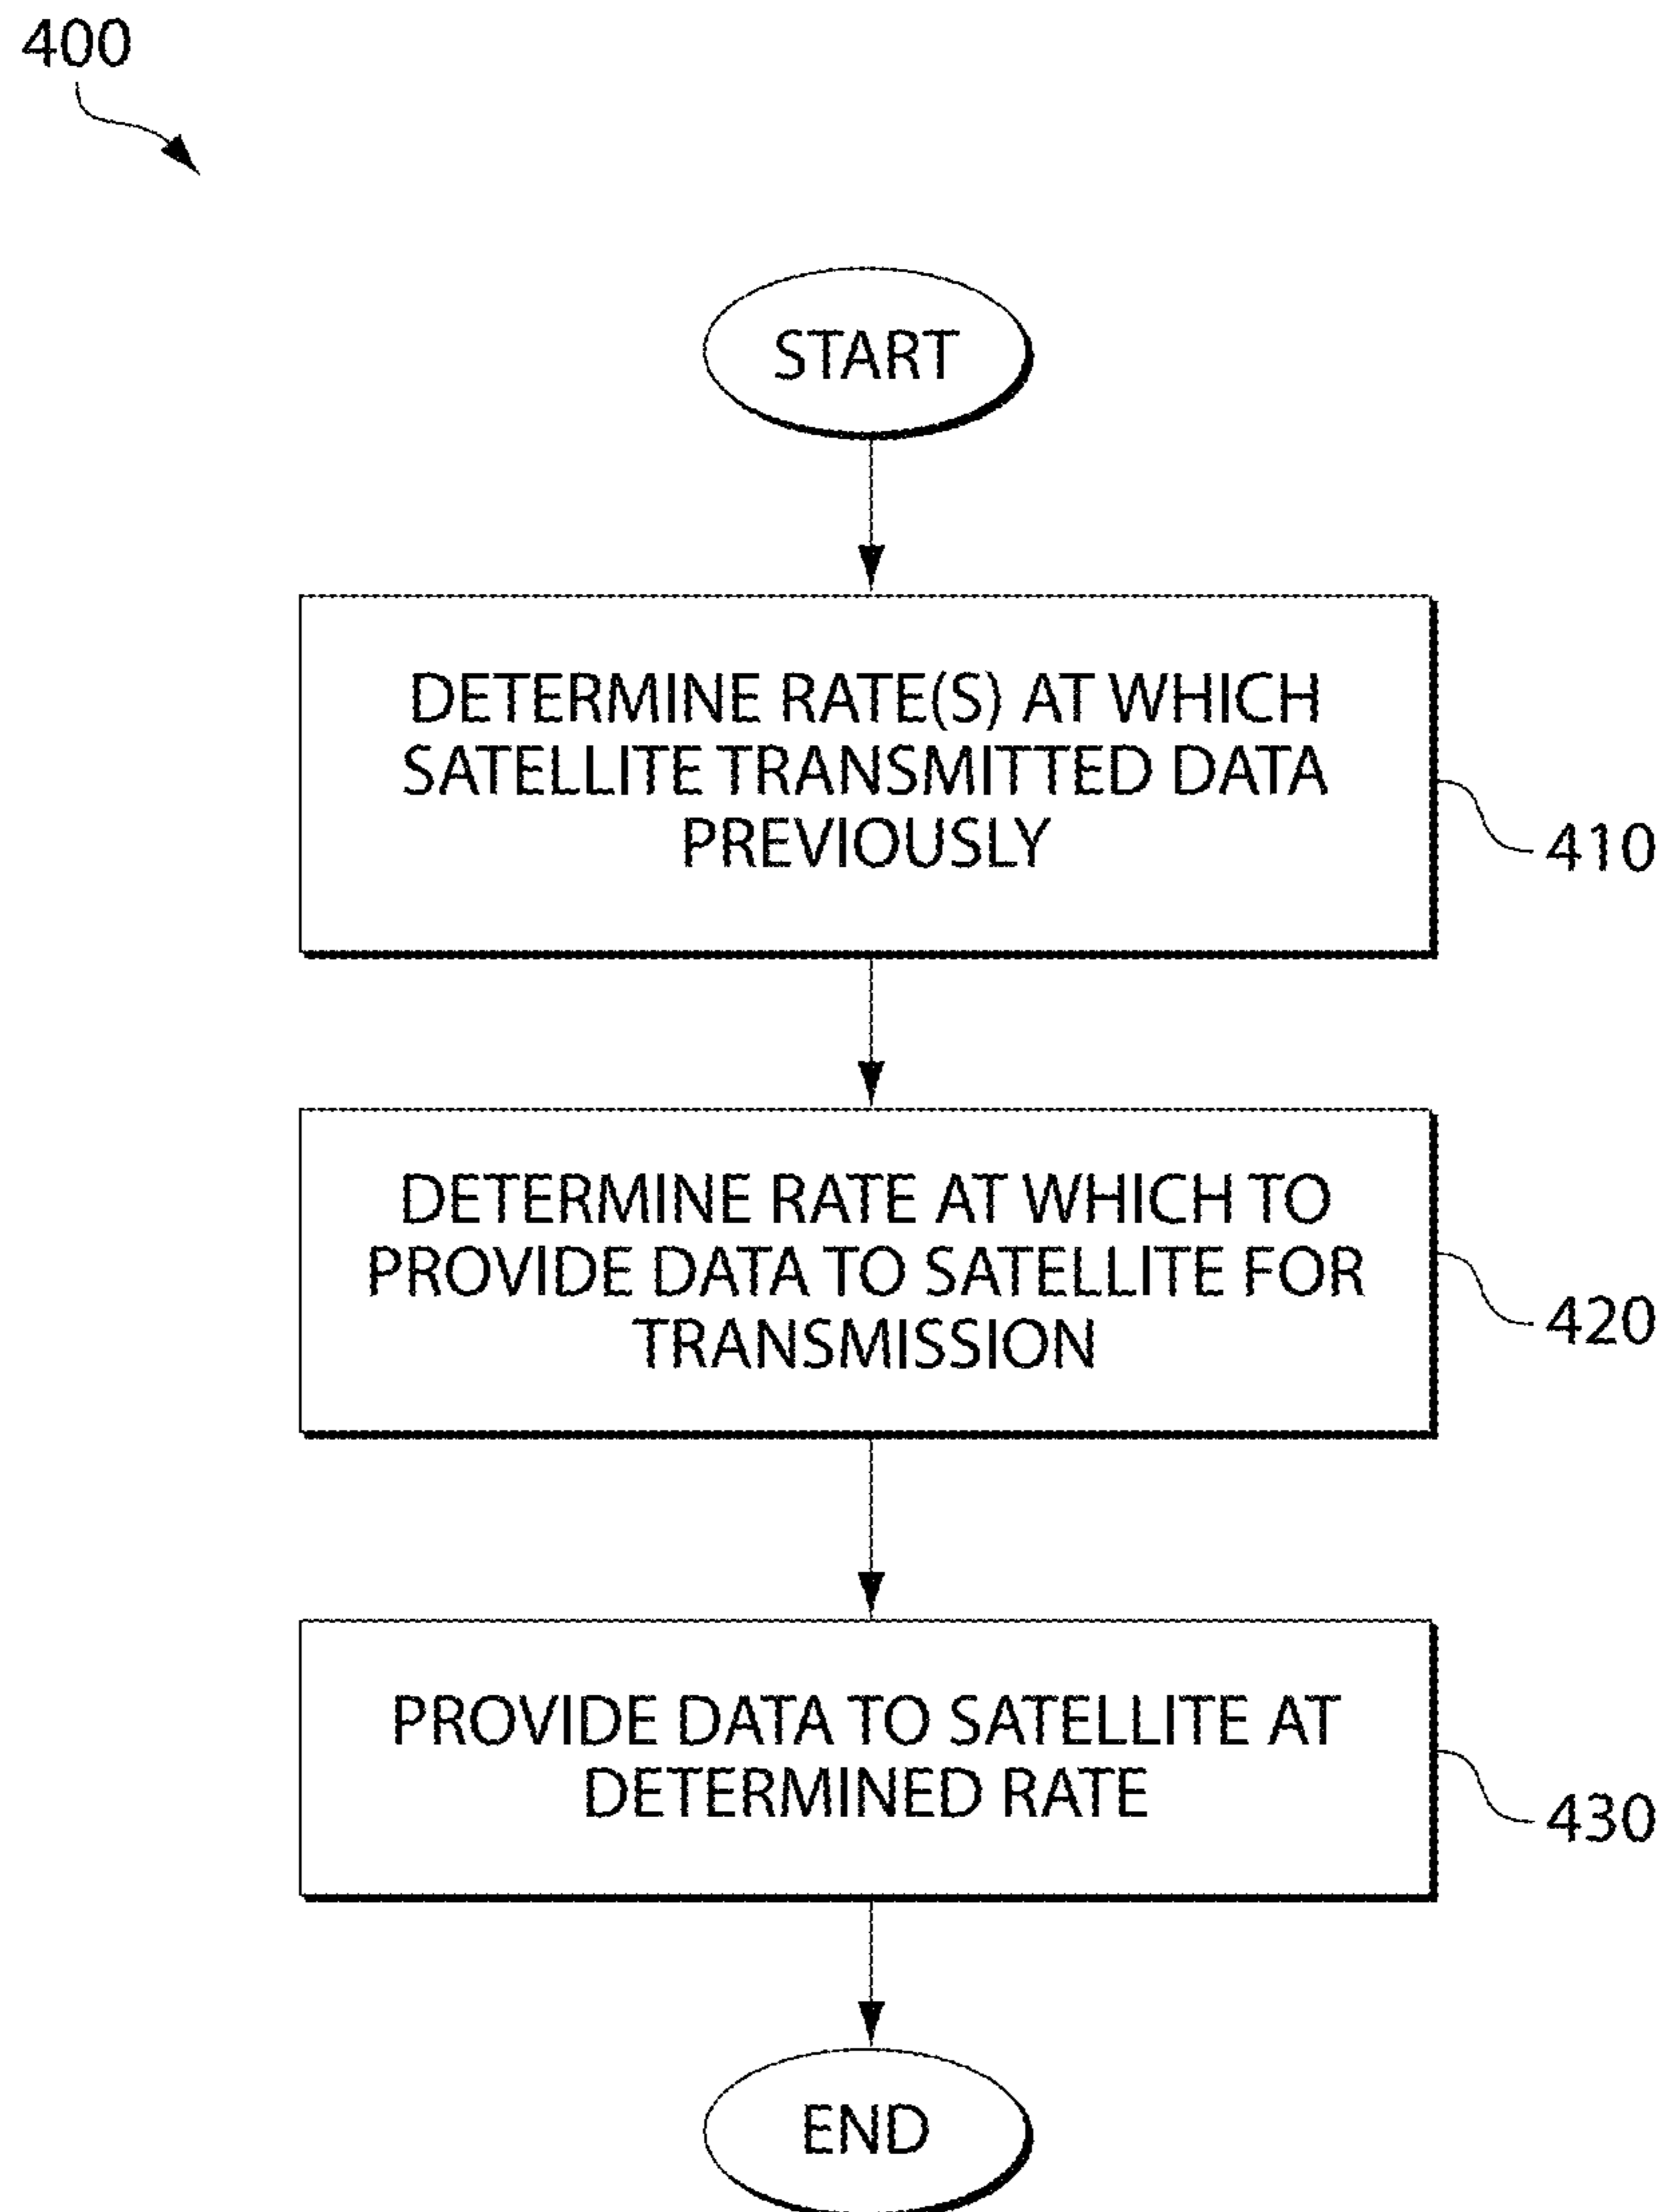 400
START
DETERMINE RATE(S) AT WHICH
SATELLITE TRANSMITTED DATA
PREVIOUSLY
410
DETERMINE RATE AT WHICH TO
PROVIDE DATA TO SATELLITE FOR
TRANSMISSION
420
PROVIDE DATA TO SATELLITE AT
DETERMINED RATE
430
END